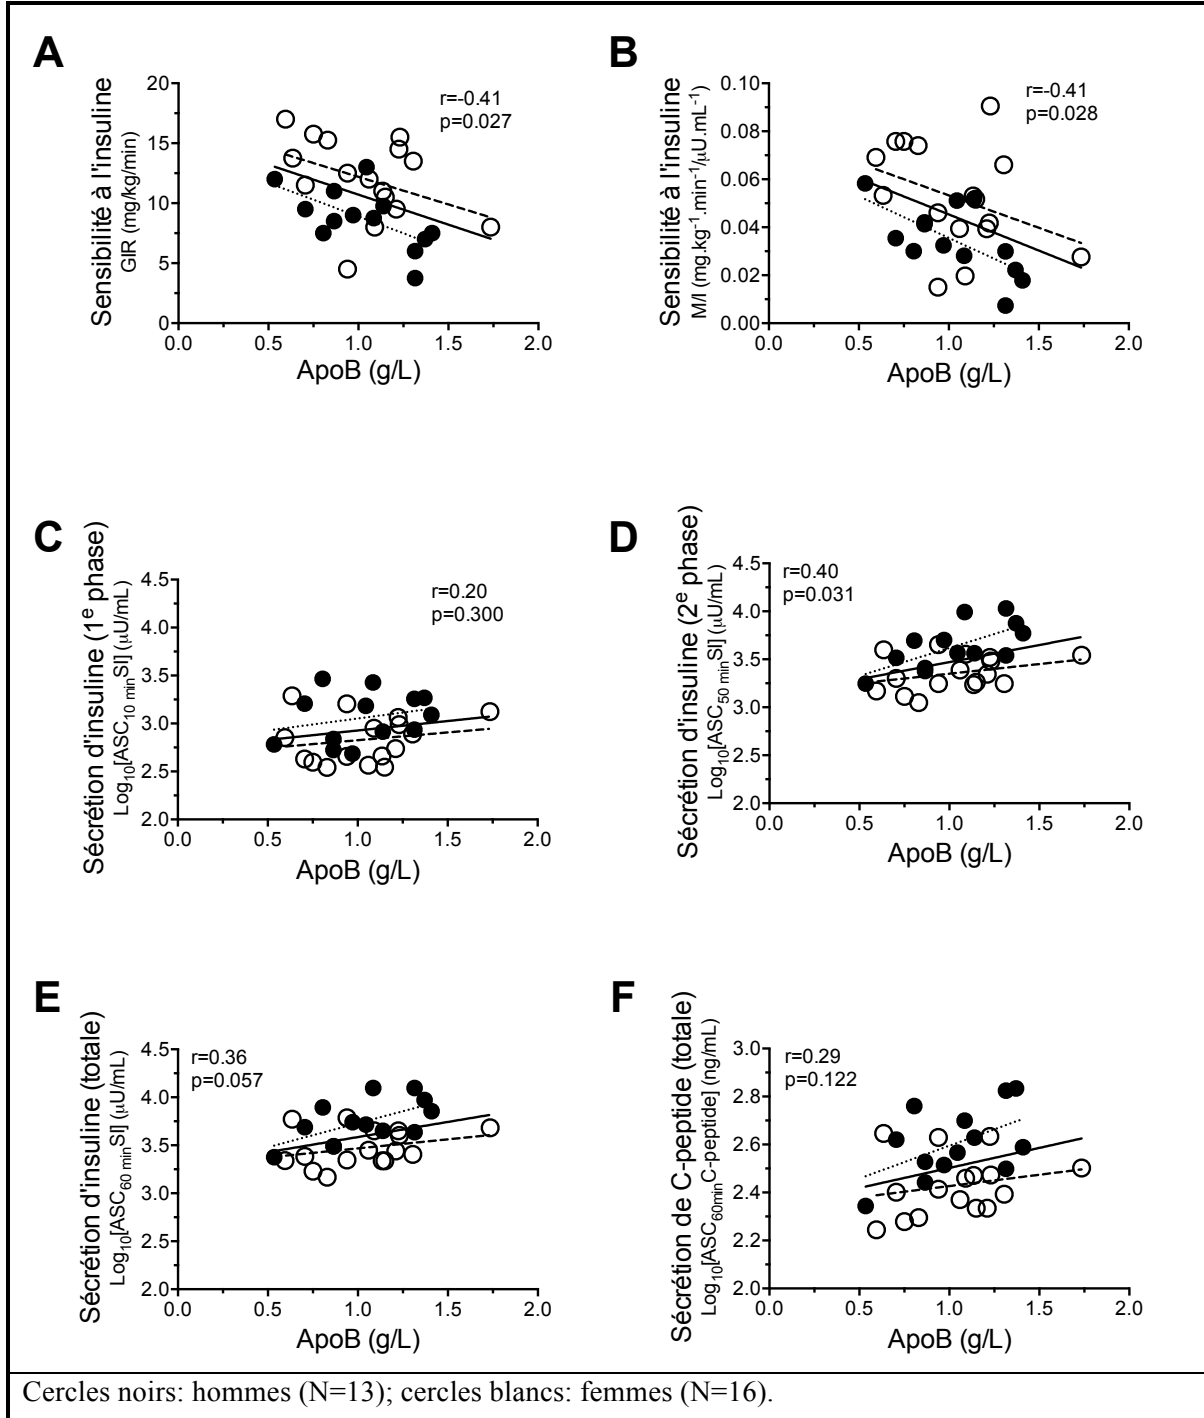 A
Sensibilité à l'insuline
GIR (mg/kg/min)
20
15
10
5
0
r=-0.41
p=0.027
0.0 0.5 1.0 1.5 2.0
ApoB (g/L)
B
Sensibilité à l'insuline
M/I (mg.kg⁻¹.min⁻¹/µU.mL⁻¹)
0.10
0.08
0.06
0.04
0.02
0.00
r=-0.41
p=0.028
0.0 0.5 1.0 1.5 2.0
ApoB (g/L)
C
Sécrétion d'insuline (1ᵉ phase)
Log₁₀[ASC₁₀ ₘᵢₙSI] (µU/mL)
4.5
4.0
3.5
3.0
2.5
2.0
r=0.20
p=0.300
0.0 0.5 1.0 1.5 2.0
ApoB (g/L)
D
Sécrétion d'insuline (2ᵉ phase)
Log₁₀[ASC₅₀ ₘᵢₙSI] (µU/mL)
4.5
4.0
3.5
3.0
2.5
2.0
r=0.40
p=0.031
0.0 0.5 1.0 1.5 2.0
ApoB (g/L)
E
Sécrétion d'insuline (totale)
Log₁₀[ASC₆₀ ₘᵢₙSI] (µU/mL)
4.5
4.0
3.5
3.0
2.5
2.0
r=0.36
p=0.057
0.0 0.5 1.0 1.5 2.0
ApoB (g/L)
F
Sécrétion de C-peptide (totale)
Log₁₀[ASC₆₀ₘᵢₙC-peptide] (ng/mL)
3.0
2.8
2.6
2.4
2.2
2.0
r=0.29
p=0.122
0.0 0.5 1.0 1.5 2.0
ApoB (g/L)
Cercles noirs: hommes (N=13); cercles blancs: femmes (N=16).